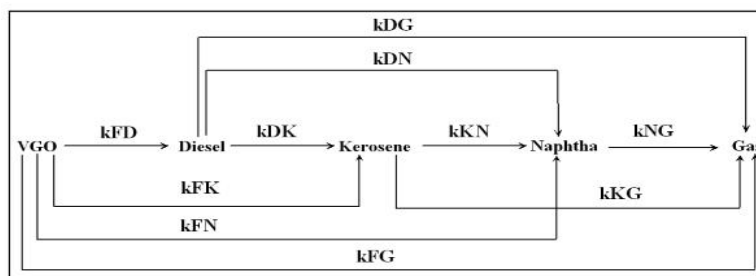 kDG
kDN
kFD
kDK
kKN
kNG
VGO
Diesel
Kerosene
Naphtha
kFK
kKG
kFN
kFG